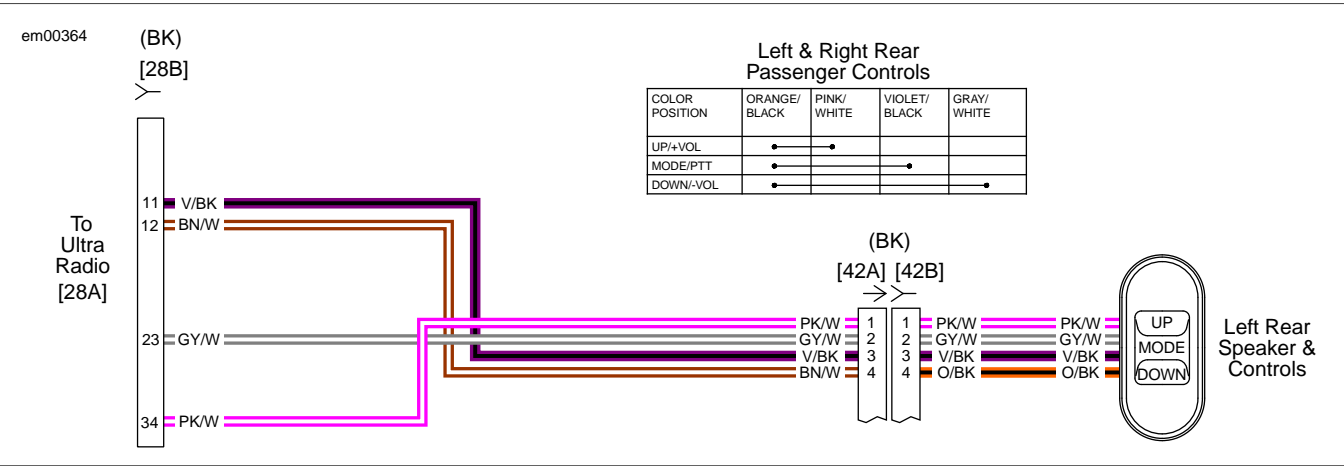 em00364
(BK)
[28B]
Left & Right Rear
Passenger Controls
COLOR
POSITION
ORANGE/
BLACK
PINK/
WHITE
VIOLET/
BLACK
GRAY/
WHITE
UP/+VOL
MODE/PTT
DOWN/-VOL
To
Ultra
Radio
[28A]
11 V/BK
12 BN/W
23 GY/W
34 PK/W
(BK)
[42A] [42B]
PK/W 1 1 PK/W PK/W
GY/W 2 2 GY/W GY/W
V/BK 3 3 V/BK V/BK
BN/W 4 4 O/BK O/BK
UP
MODE
DOWN
Left Rear
Speaker &
Controls